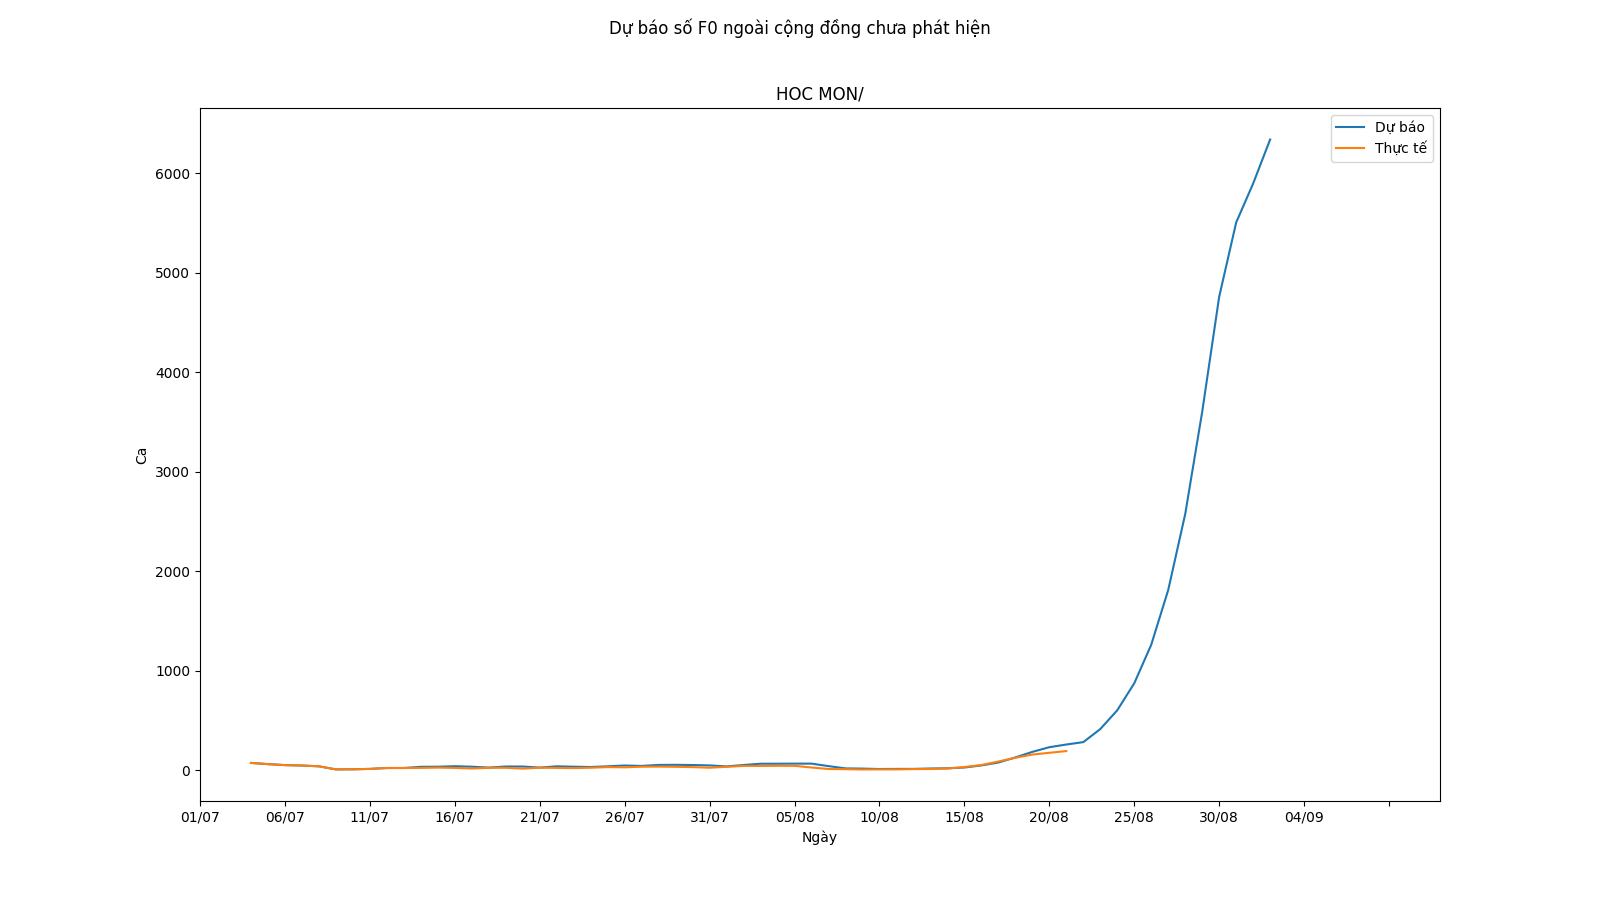 Dự báo số F0 ngoài cộng đồng chưa phát hiện
HOC MON/
Dự báo
Thực tế
6000
5000
4000
3000
2000
1000
0
Ca
01/07 06/07 11/07 16/07 21/07 26/07 31/07 05/08 10/08 15/08 20/08 25/08 30/08 04/09
Ngày